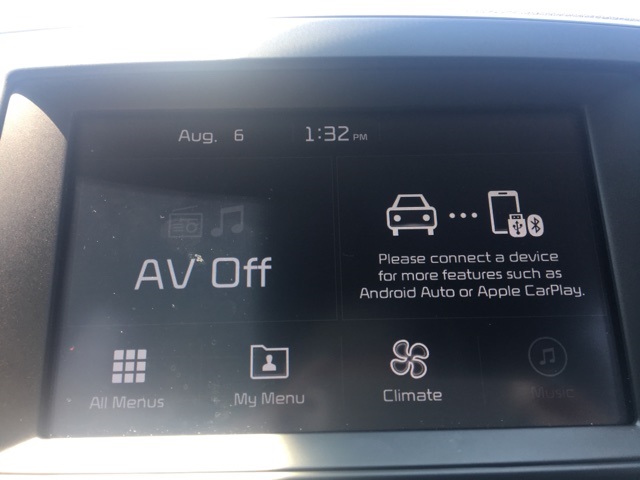 Aug. 6 1:32 PM
AV Off
Please connect a device
for more features such as
Android Auto or Apple CarPlay.
All Menus
My Menu
Climate
Music